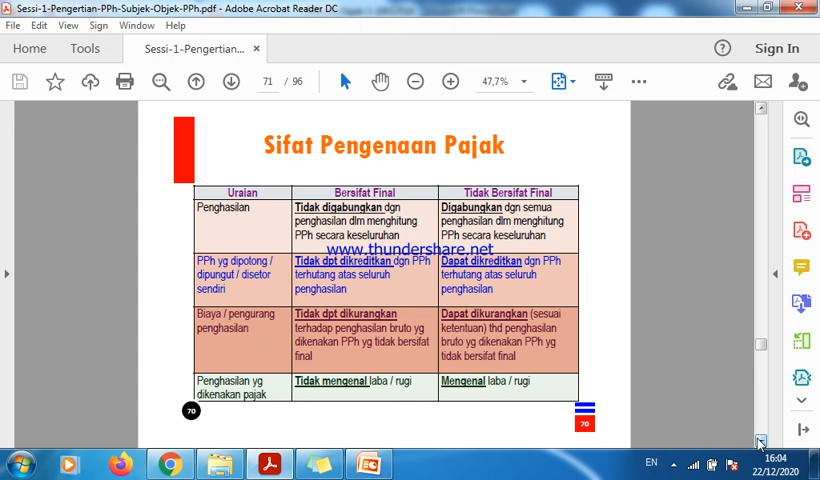 Sessi-1-Pengertian-PPh-Subjek-Objek-PPh.pdf - Adobe Acrobat Reader DC
File Edit View Sign Window Help
Home Tools Sessi-1-Pengertian... × Sign In
71 / 96 47,7%
Sifat Pengenaan Pajak
Uraian Bersifat Final Tidak Bersifat Final
Penghasilan
Tidak digabungkan dgn
penghasilan dlm menghitung
PPh secara keseluruhan
Digabungkan dgn semua
penghasilan dlm menghitung
PPh secara keseluruhan
www.thundershare.net
PPh yg dipotong /
dipungut / disetor
sendiri
Tidak dpt dikreditkan dgn PPh
terhutang atas seluruh
penghasilan
Dapat dikreditkan dgn PPh
terhutang atas seluruh
penghasilan
Biaya / pengurang
penghasilan
Tidak dpt dikurangkan
terhadap penghasilan bruto yg
dikenakan PPh yg tidak bersifat
final
Dapat dikurangkan (sesuai
ketentuan) thd penghasilan
bruto yg dikenakan PPh yg
tidak bersifat final
Penghasilan yg
dikenakan pajak
Tidak mengenal laba / rugi
Mengenal laba / rugi
70
70
EN
16:04
22/12/2020